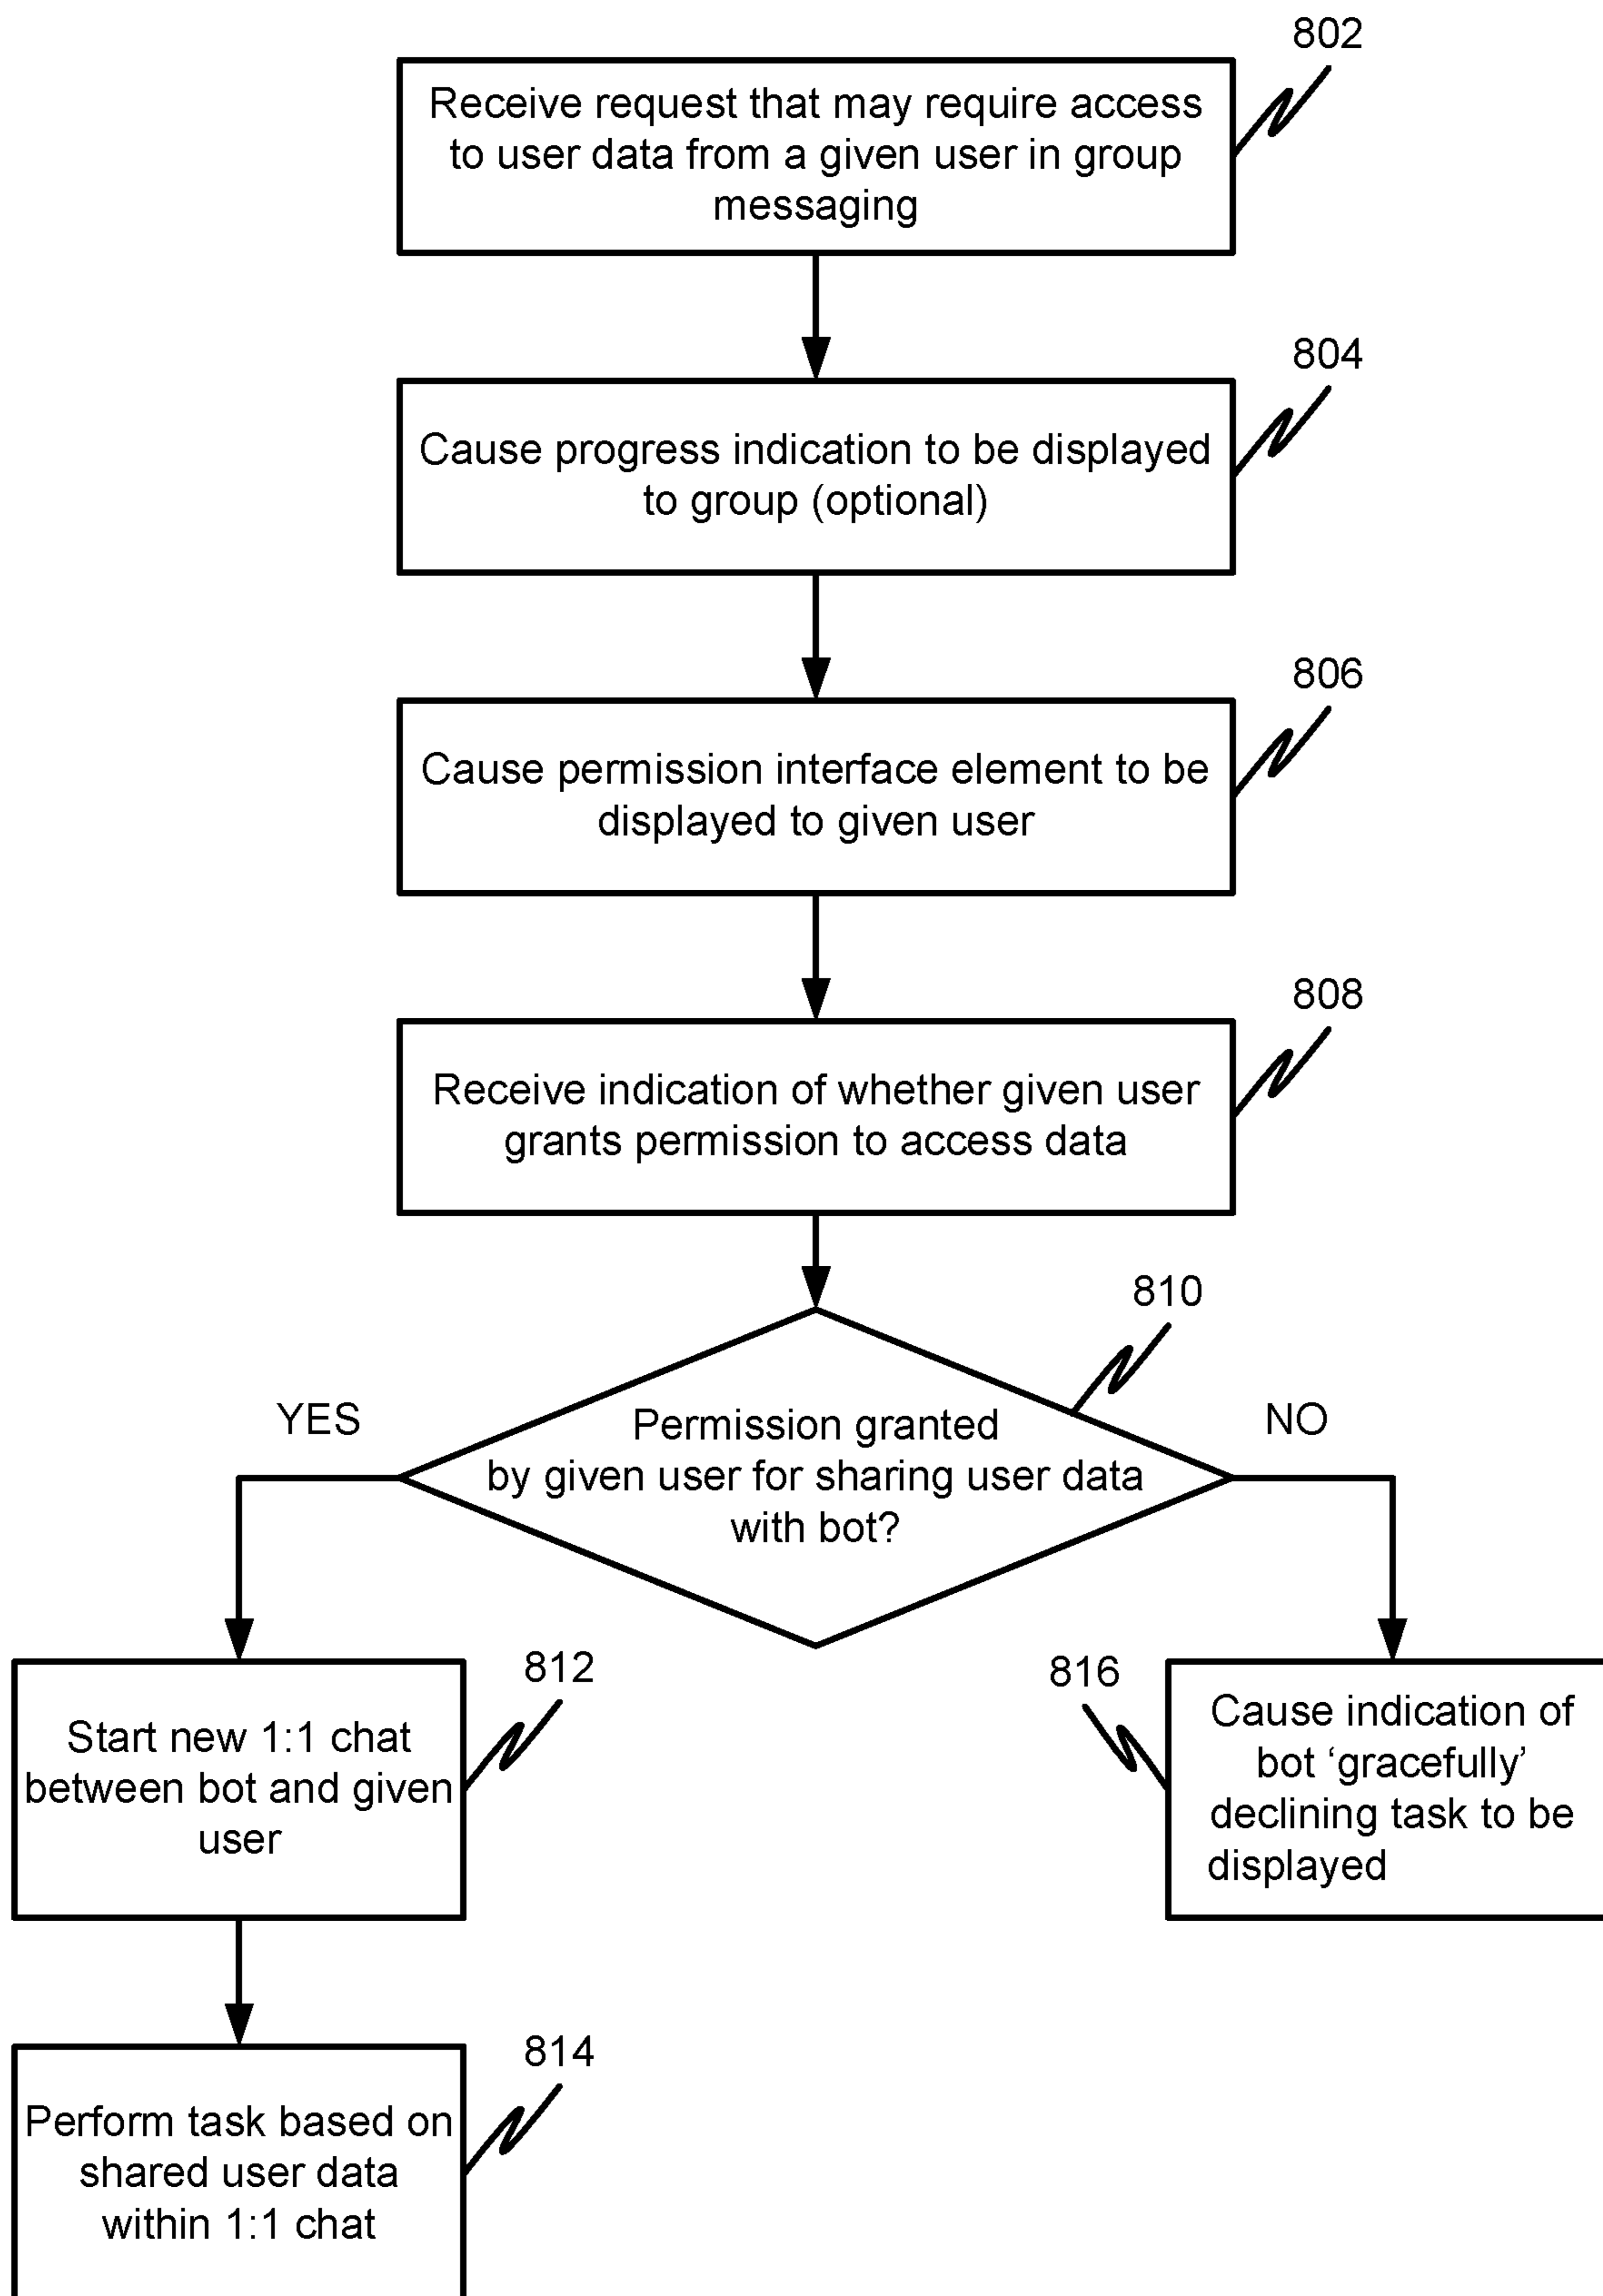 802
Receive request that may require access
to user data from a given user in group
messaging
804
Cause progress indication to be displayed
to group (optional)
806
Cause permission interface element to be
displayed to given user
808
Receive indication of whether given user
grants permission to access data
810
YES
NO
Permission granted
by given user for sharing user data
with bot?
812
Start new 1:1 chat
between bot and given
user
816
Cause indication of
bot ‘gracefully’
declining task to be
displayed
814
Perform task based on
shared user data
within 1:1 chat